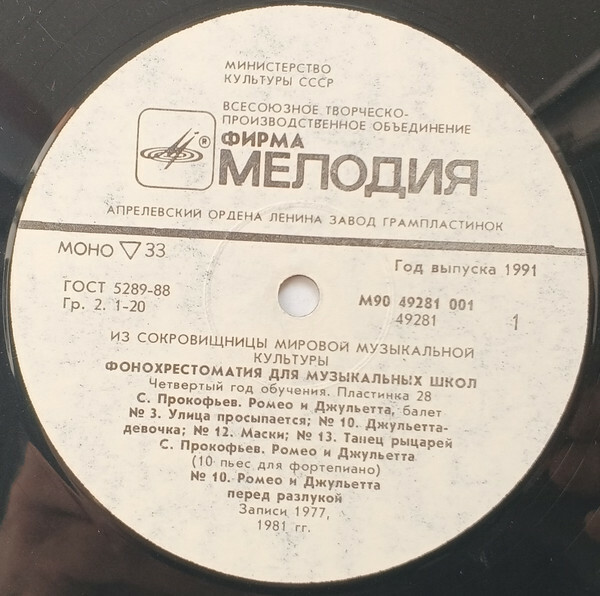 МИНИСТЕРСТВО
КУЛЬТУРЫ СССР
ВСЕСОЮЗНОЕ ТВОРЧЕСКО-
ПРОИЗВОДСТВЕННОЕ ОБЪЕДИНЕНИЕ
®
ФИРМА
МЕЛОДИЯ
АПРЕЛЕВСКИЙ ОРДЕНА ЛЕНИНА ЗАВОД ГРАМПЛАСТИНОК
МОНО ▽ 33
Год выпуска 1991
ГОСТ 5289-88
М90 49281 001
Гр. 2. 1-20
49281 1
ИЗ СОКРОВИЩНИЦЫ МИРОВОЙ МУЗЫКАЛЬНОЙ
КУЛЬТУРЫ
ФОНОХРЕСТОМАТИЯ ДЛЯ МУЗЫКАЛЬНЫХ ШКОЛ
Четвертый год обучения. Пластинка 28
С. Прокофьев. Ромео и Джульетта, балет
№ 3. Улица просыпается; № 10. Джульетта-
девочка; № 12. Маски; № 13. Танец рыцарей
С. Прокофьев. Ромео и Джульетта
(10 пьес для фортепиано)
№ 10. Ромео и Джульетта
перед разлукой
Записи 1977,
1981 гг.